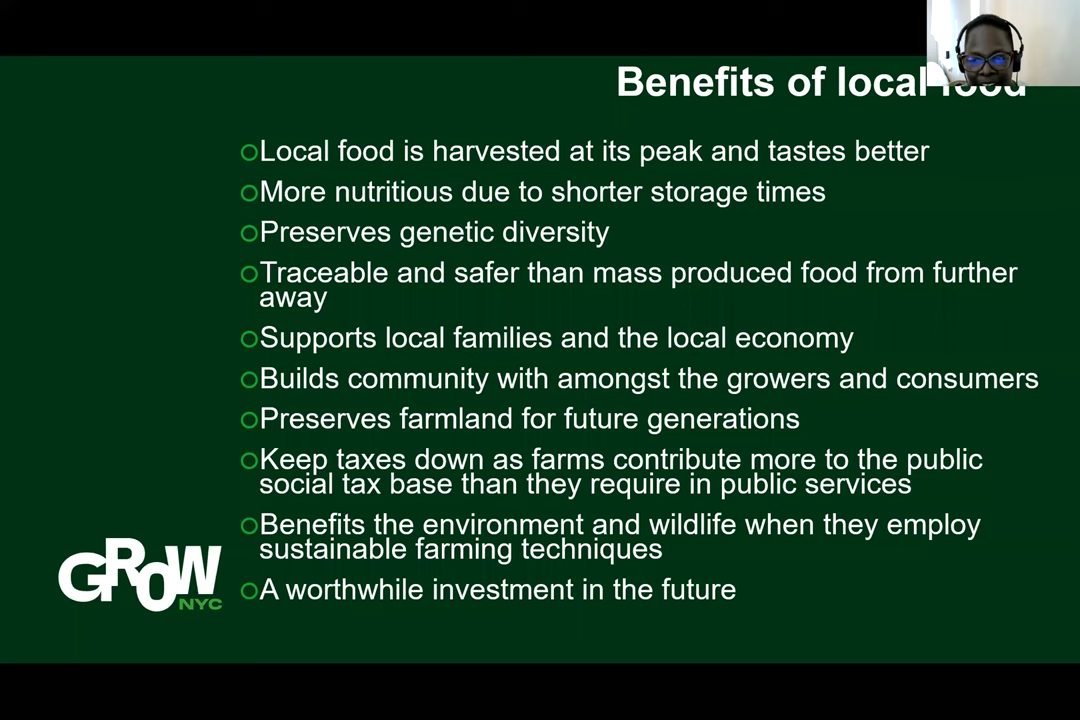 Benefits of local food
Local food is harvested at its peak and tastes better
More nutritious due to shorter storage times
Preserves genetic diversity
Traceable and safer than mass produced food from further
away
Supports local families and the local economy
Builds community with amongst the growers and consumers
Preserves farmland for future generations
Keep taxes down as farms contribute more to the public
social tax base than they require in public services
Benefits the environment and wildlife when they employ
sustainable farming techniques
A worthwhile investment in the future
GROW
NYC